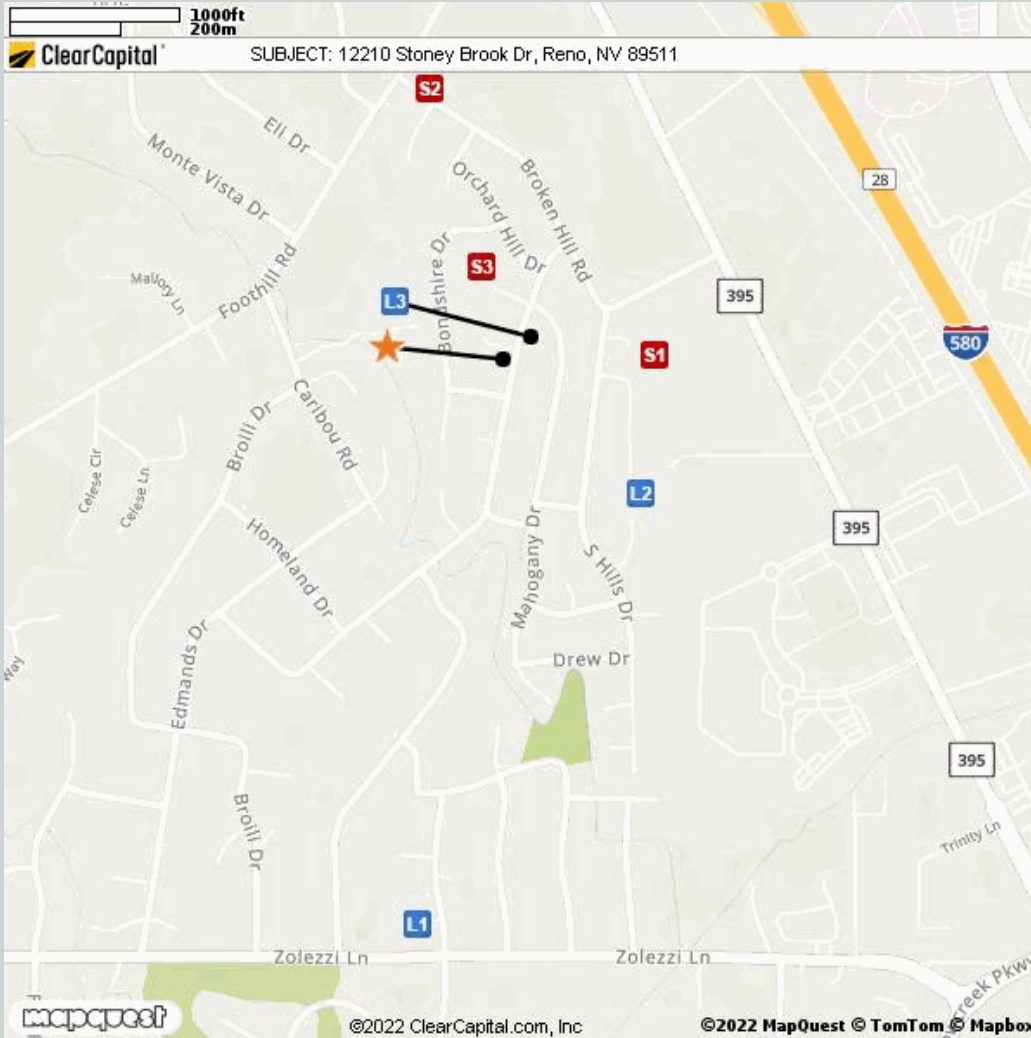 1000ft
200m
ClearCapital
SUBJECT: 12210 Stoney Brook Dr, Reno, NV 89511
S2
Ell Dr
Monte Vista Dr
Orchard Hill Dr
Broken Hill Rd
28
Bondshire Dr
S3
Mallory Ln
Foothill Rd
L3
395
580
S1
Caribou Rd
Broili Dr
Celese Cir
Celese Ln
L2
395
Homeland Dr
Mahogany Dr
S Hills Dr
Edmands Dr
Way
Drew Dr
395
Broili Dr
Trinity Ln
L1
Zolezzi Ln
Zolezzi Ln
mapquest
©2022 ClearCapital.com, Inc
©2022 MapQuest © TomTom © Mapbox